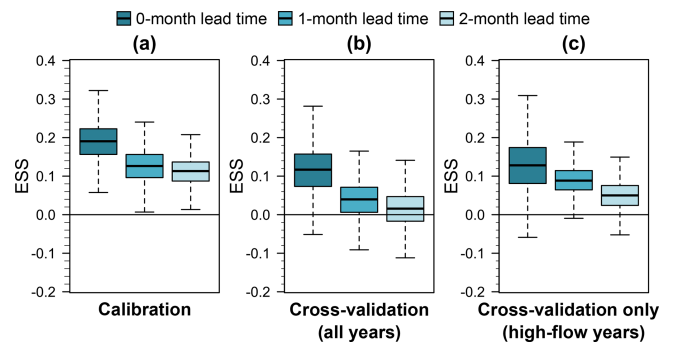 0-month lead time 1-month lead time 2-month lead time
(a) (b) (c)
0.4 0.4 0.4
0.3 0.3 0.3
0.2 0.2 0.2
ESS ESS ESS
0.1 0.1 0.1
0.0 0.0 0.0
-0.1 -0.1 -0.1
-0.2 -0.2 -0.2
Calibration Cross-validation Cross-validation only
(all years) (high-flow years)